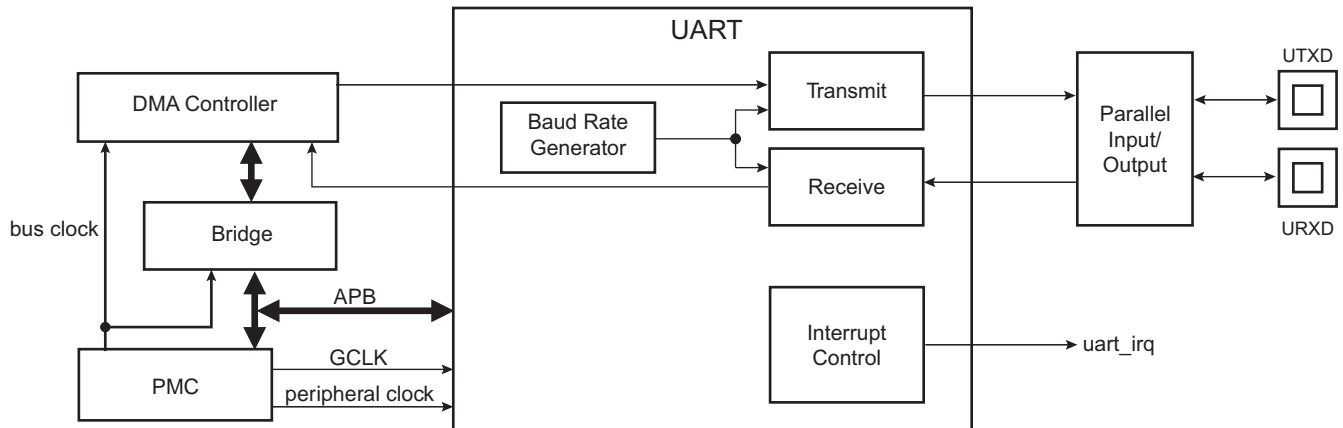 UART
DMA Controller
Transmit
Baud Rate
Generator
Receive
Parallel
Input/
Output
UTXD
URXD
bus clock
Bridge
APB
Interrupt
Control
uart_irq
PMC
GCLK
peripheral clock